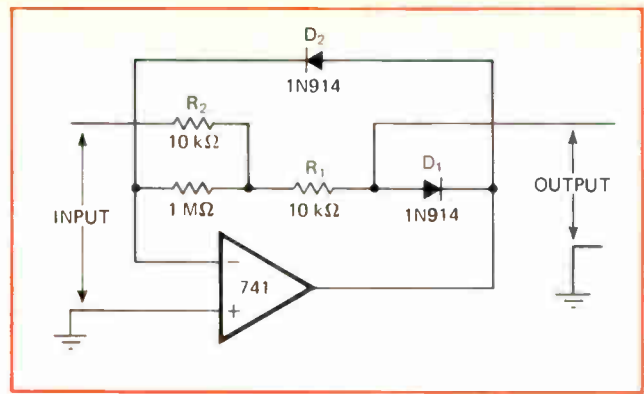 D2
1N914
R2
10 kΩ
R1
D1
INPUT
1 MΩ
10 kΩ
1N914
OUTPUT
−
741
+